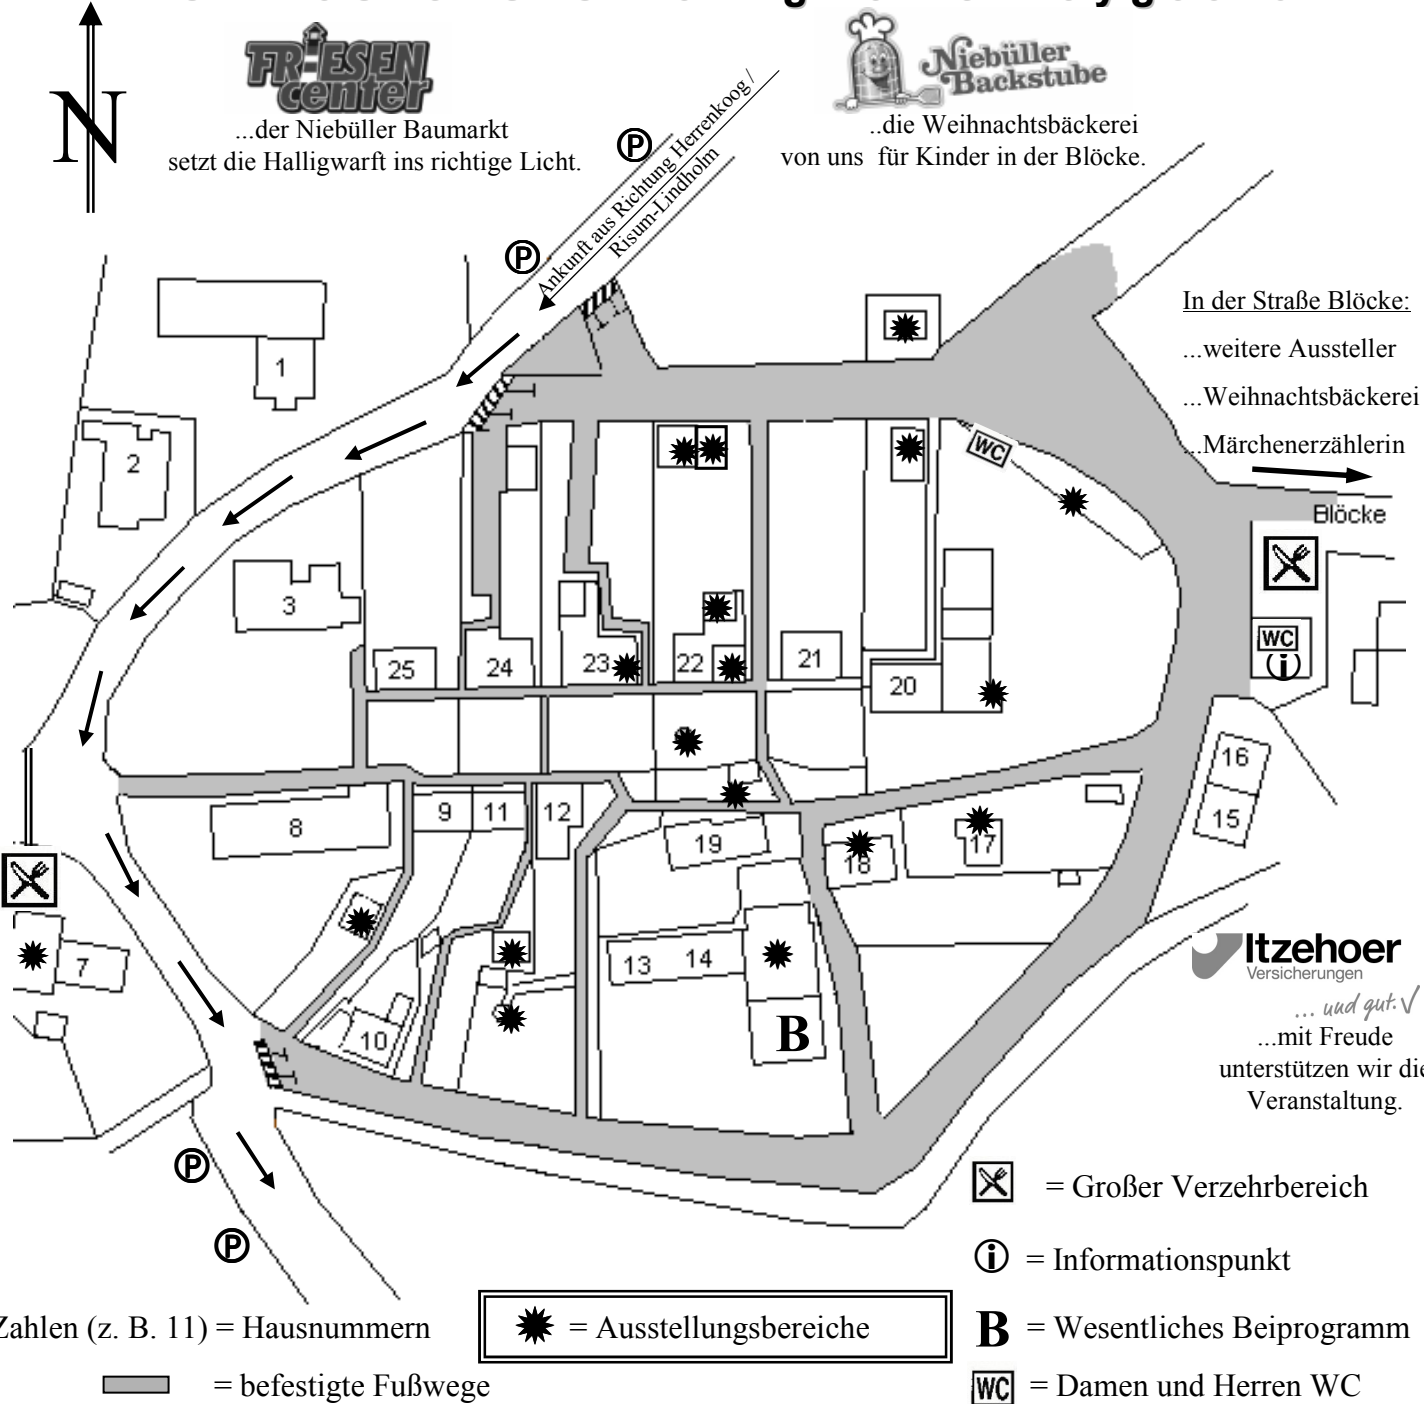 N
FRIESEN
center
...der Niebüller Baumarkt
setzt die Halligwarft ins richtige Licht.
Niebüller
Backstube
..die Weihnachtsbäckerei
von uns für Kinder in der Blöcke.
P
P
Ankunft aus Richtung Herrenkoog /
Risum-Lindholm
In der Straße Blöcke:
...weitere Aussteller
...Weihnachtsbäckerei
...Märchenerzählerin
Blöcke
1
2
3
WC
WC
i
25
24
23
22
21
20
16
15
8
9
11
12
19
18
17
7
10
13
14
B
Itzehoer
Versicherungen
... und gut.
...mit Freude
unterstützen wir die
Veranstaltung.
P
P
= Großer Verzehrbereich
i = Informationspunkt
Zahlen (z. B. 11) = Hausnummern
= Ausstellungsbereiche
B = Wesentliches Beiprogramm
= befestigte Fußwege
WC = Damen und Herren WC